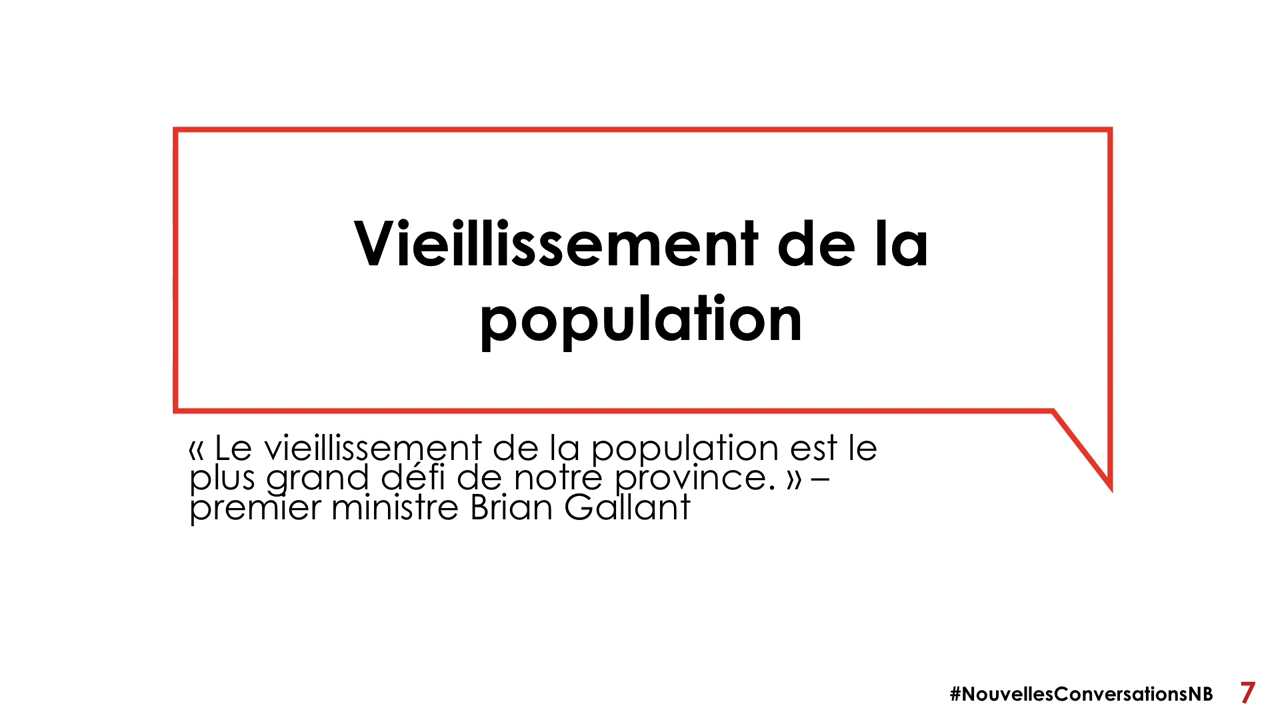 Vieillissement de la
population
« Le vieillissement de la population est le
plus grand défi de notre province. » –
premier ministre Brian Gallant
#NouvellesConversationsNB 7